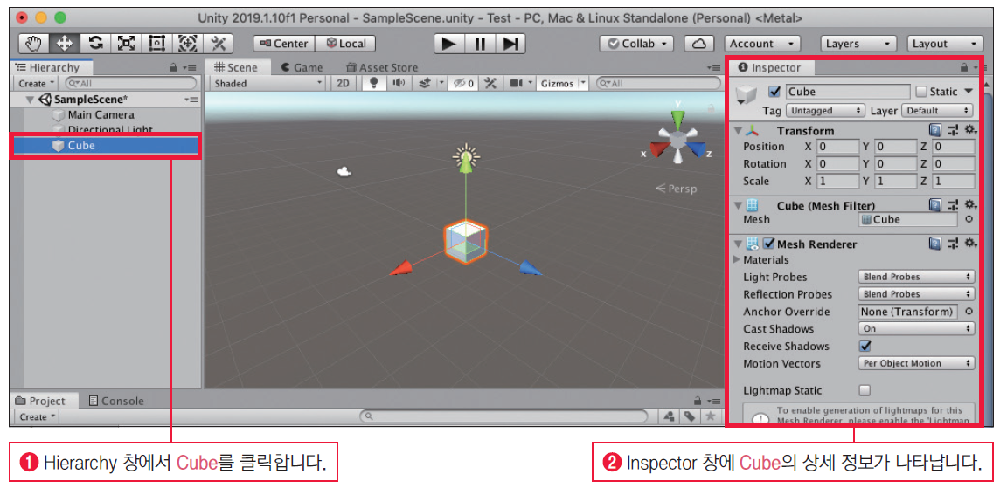 Unity 2019.1.10f1 Personal - SampleScene.unity - Test - PC, Mac & Linux Standalone (Personal) <Metal>
Center Local Collab Account Layers Layout
Hierarchy
Create All
SampleScene*
Main Camera
Directional Light
Cube
Scene Game Asset Store
Shaded 2D 0 Gizmos All
y
x z
Persp
Inspector
Cube Static
Tag Untagged Layer Default
Transform
Position X 0 Y 0 Z 0
Rotation X 0 Y 0 Z 0
Scale X 1 Y 1 Z 1
Cube (Mesh Filter)
Mesh Cube
Mesh Renderer
Materials
Light Probes Blend Probes
Reflection Probes Blend Probes
Anchor Override None (Transform)
Cast Shadows On
Receive Shadows
Motion Vectors Per Object Motion
Lightmap Static
To enable generation of lightmaps for this
Mesh Renderer, please enable the 'Lightmap
Project Console
Create
❶ Hierarchy 창에서 Cube를 클릭합니다.
❷ Inspector 창에 Cube의 상세 정보가 나타납니다.